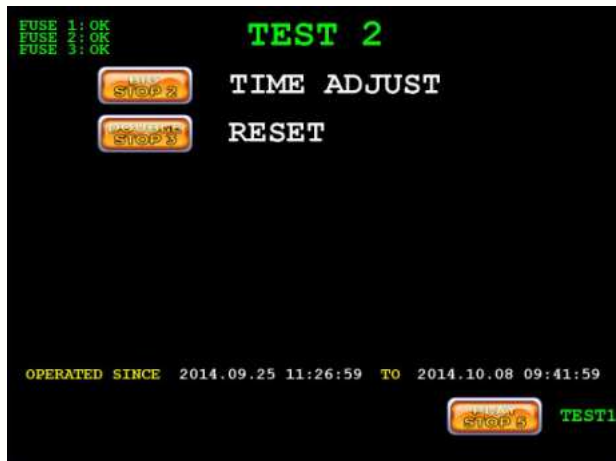 FUSE 1:OK
FUSE 2:OK
FUSE 3:OK
TEST 2
STOP 2
TIME ADJUST
STOP 3
RESET
OPERATED SINCE 2014.09.25 11:26:59 TO 2014.10.08 09:41:59
STOP 5
TEST1